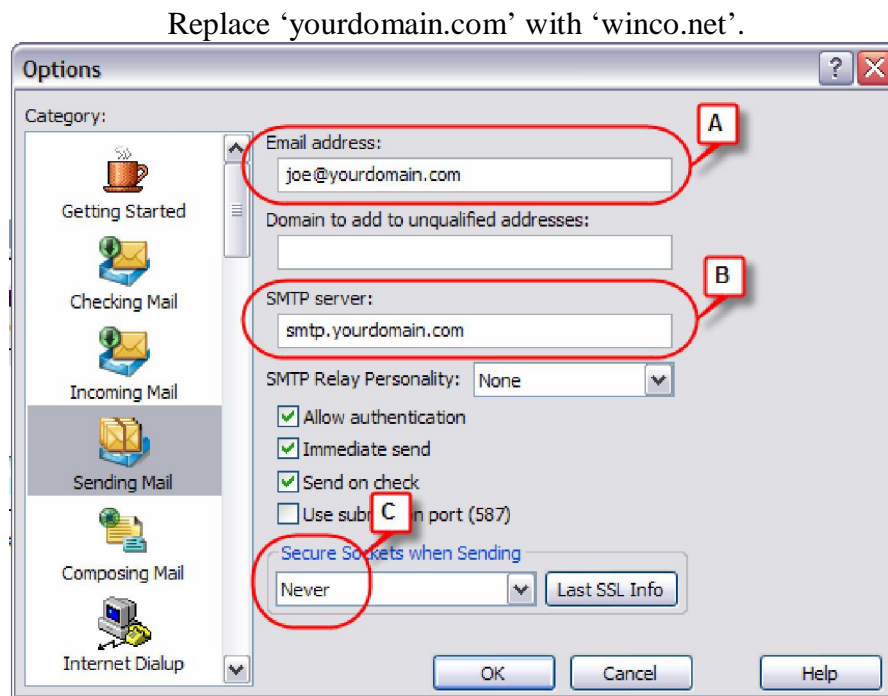 Replace ‘yourdomain.com’ with ‘winco.net’.
Options
Category:
Getting Started
Checking Mail
Incoming Mail
Sending Mail
Composing Mail
Internet Dialup
A
Email address:
joe@yourdomain.com
Domain to add to unqualified addresses:
B
SMTP server:
smtp.yourdomain.com
SMTP Relay Personality: None
Allow authentication
Immediate send
Send on check
C
Use port (587)
Secure Sockets when Sending
Never Last SSL Info
OK Cancel Help